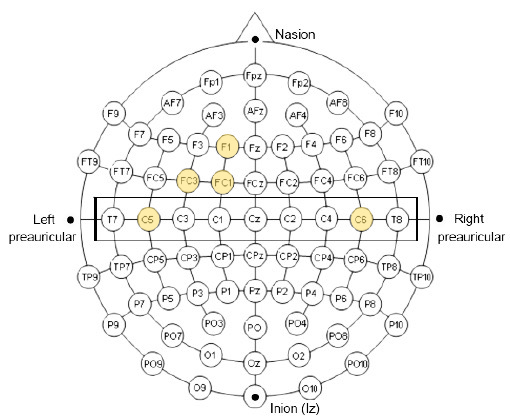 Nasion
Fp1 Fpz Fp2
AF7 AF3 AFz AF4 AF8
F9 F7 F5 F3 F1 Fz F2 F4 F6 F8 F10
FT9 FT7 FC5 FC3 FC1 FCz FC2 FC4 FC6 FT8 FT10
Left preauricular T7 C5 C3 C1 Cz C2 C4 C6 T8 Right preauricular
TP9 TP7 CP5 CP3 CP1 CPz CP2 CP4 CP6 TP8 TP10
P9 P7 P5 P3 P1 Pz P2 P4 P6 P8 P10
PO9 PO7 PO3 PO PO4 PO8 PO10
O9 O1 Oz O2 O10
Inion (Iz)